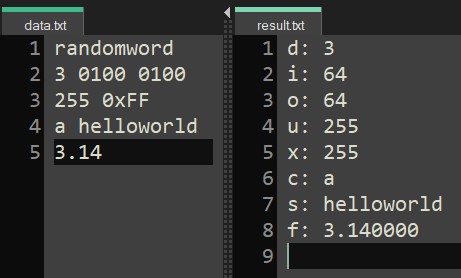 data.txt
1 randomword
2 3 0100 0100
3 255 0xFF
4 a helloworld
5 3.14
result.txt
1 d: 3
2 i: 64
3 o: 64
4 u: 255
5 x: 255
6 c: a
7 s: helloworld
8 f: 3.140000
9